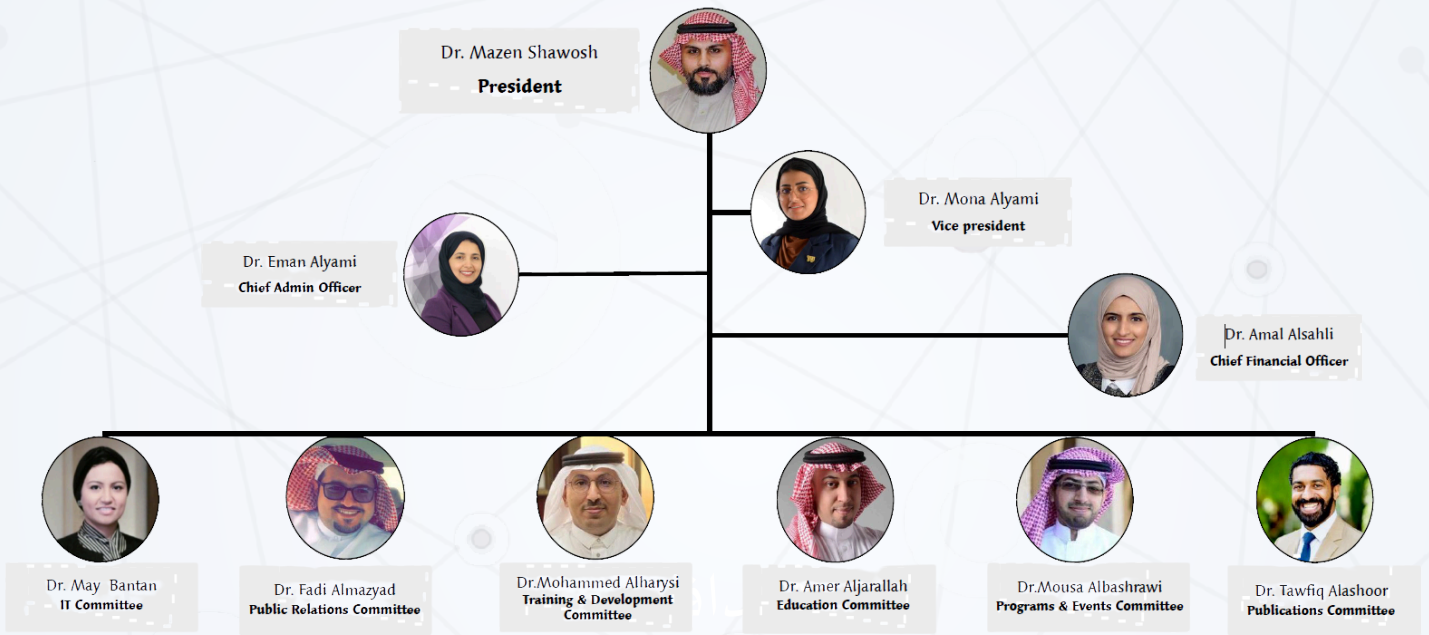 Dr. Mazen Shawosh
President
Dr. Mona Alyami
Vice president
Dr. Eman Alyami
Chief Admin Officer
Dr. Amal Alsahli
Chief Financial Officer
Dr. May Bantan
IT Committee
Dr. Fadi Almazyad
Public Relations Committee
Dr.Mohammed Alharysi
Training & Development
Committee
Dr. Amer Aljarallah
Education Committee
Dr.Mousa Albashrawi
Programs & Events Committee
Dr. Tawfiq Alashoor
Publications Committee